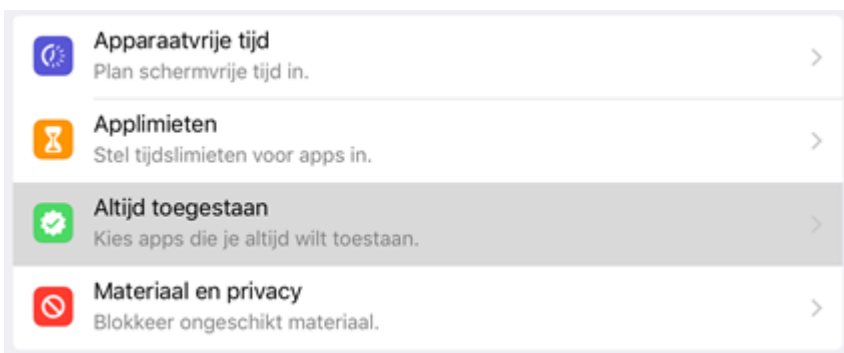 Apparaatvrije tijd
Plan schermvrije tijd in.
Applimieten
Stel tijdslimieten voor apps in.
Altijd toegestaan
Kies apps die je altijd wilt toestaan.
Materiaal en privacy
Blokkeer ongeschikt materiaal.